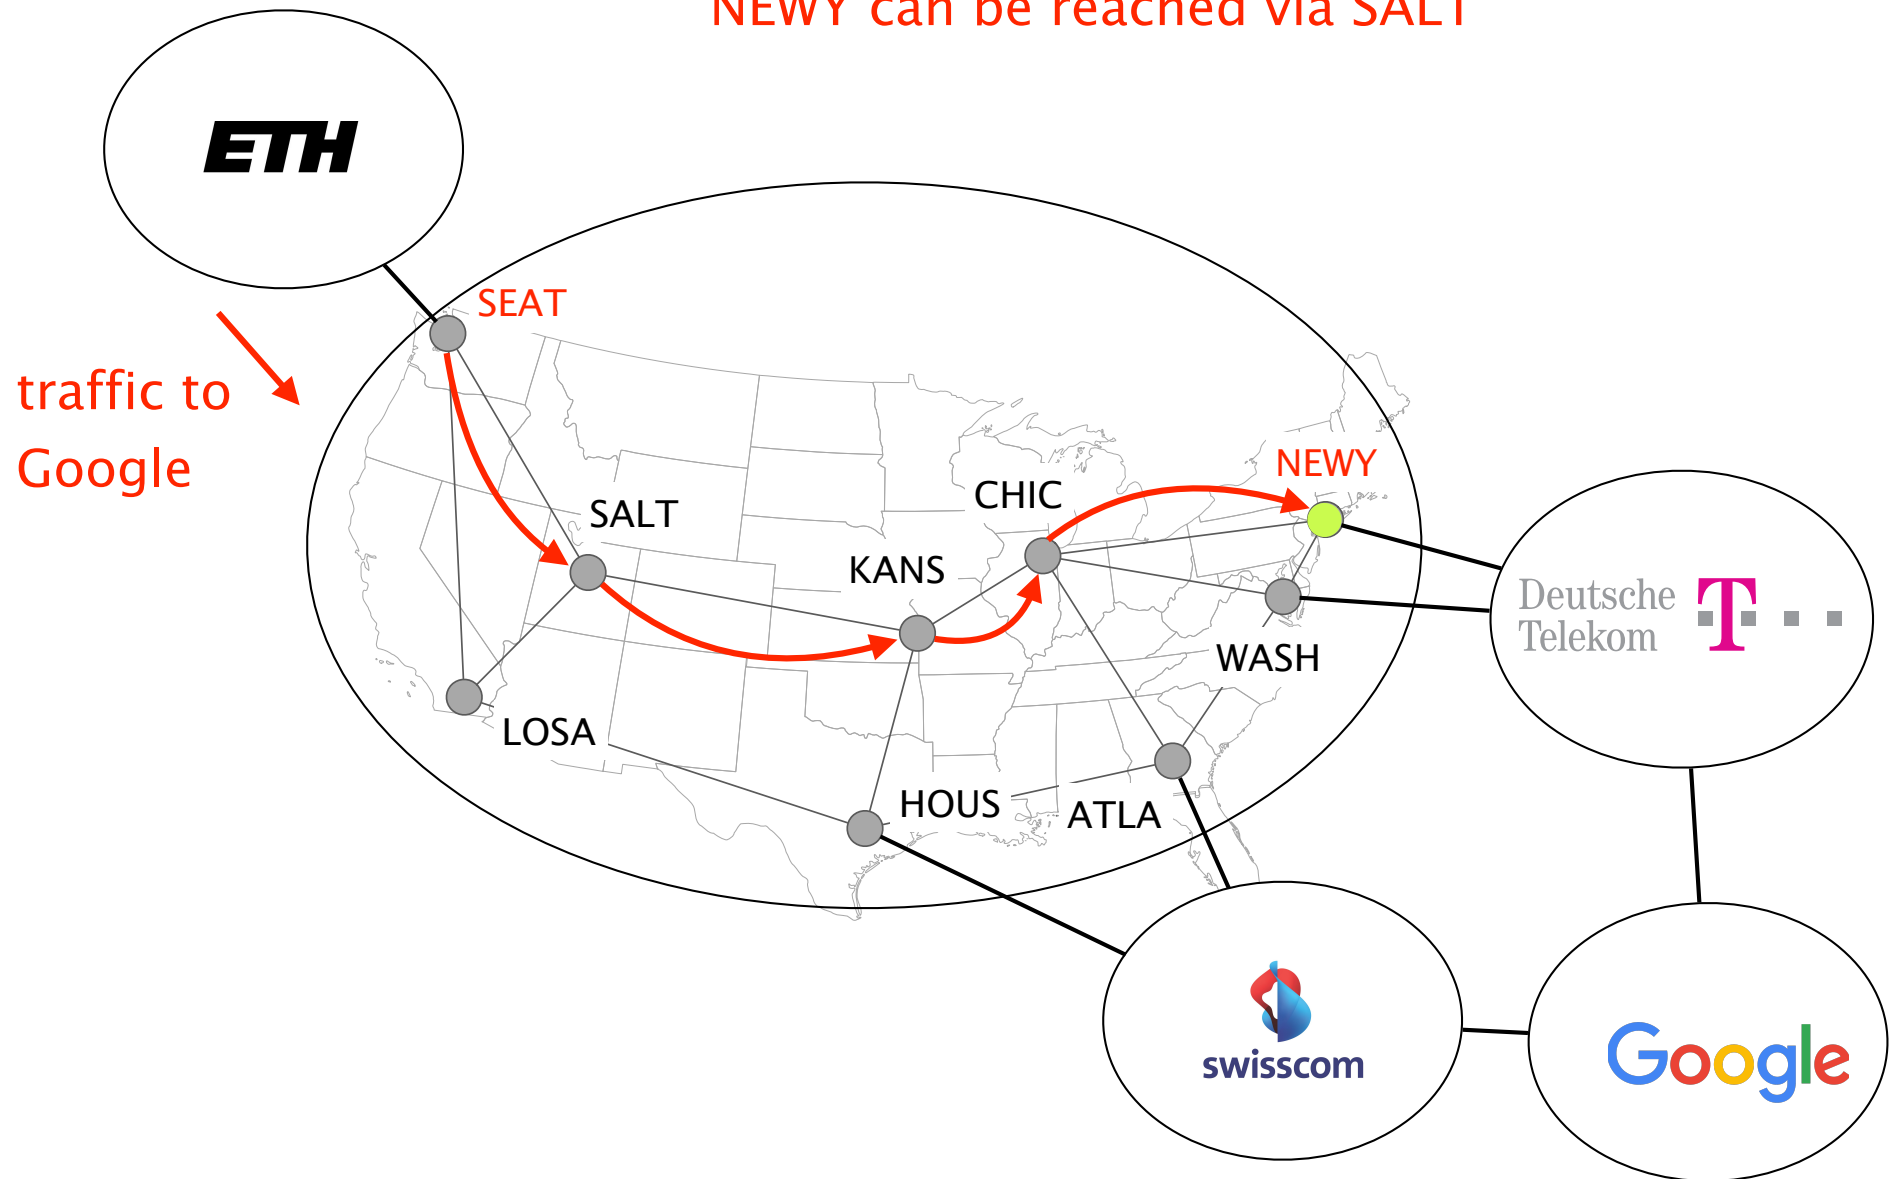 NEWY can be reached via SALT
ETH
SEAT
traffic to
Google
NEWY
CHIC
SALT
KANS
Deutsche
Telekom
T
WASH
LOSA
HOUS
ATLA
swisscom
Google